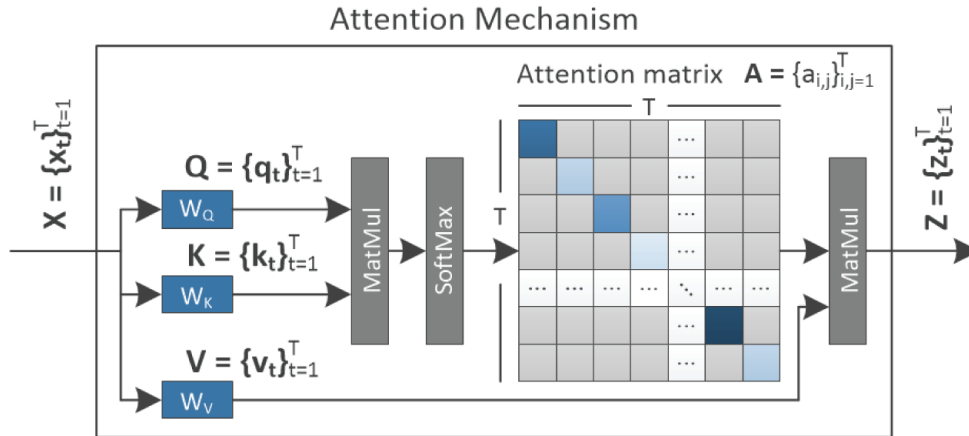 Attention Mechanism
Attention matrix A = {a_{i,j}}^T_{i,j=1}
T
X = {x_t}^T_{t=1}
Q = {q_t}^T_{t=1}
W_Q
K = {k_t}^T_{t=1}
W_K
V = {v_t}^T_{t=1}
W_V
MatMul
SoftMax
T
...
...
...
...
... ... ... ... ⋱ ... ...
...
...
MatMul
Z = {z_t}^T_{t=1}